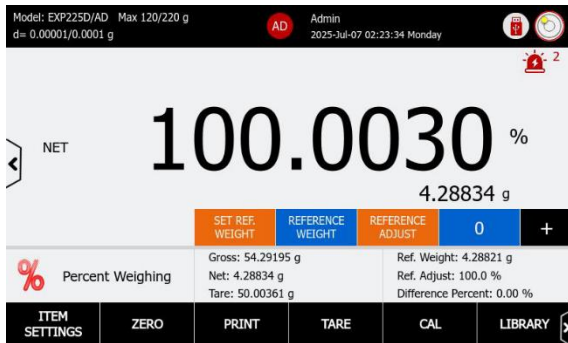 Model: EXP225D/AD Max 120/220 g
d= 0.00001/0.0001 g
AD
Admin
2025-Jul-07 02:23:34 Monday
2
NET
100.0030 %
4.28834 g
SET REF. WEIGHT
REFERENCE WEIGHT
REFERENCE ADJUST
0
+
% Percent Weighing
Gross: 54.29195 g
Net: 4.28834 g
Tare: 50.00361 g
Ref. Weight: 4.28821 g
Ref. Adjust: 100.0 %
Difference Percent: 0.00 %
ITEM SETTINGS
ZERO
PRINT
TARE
CAL
LIBRARY